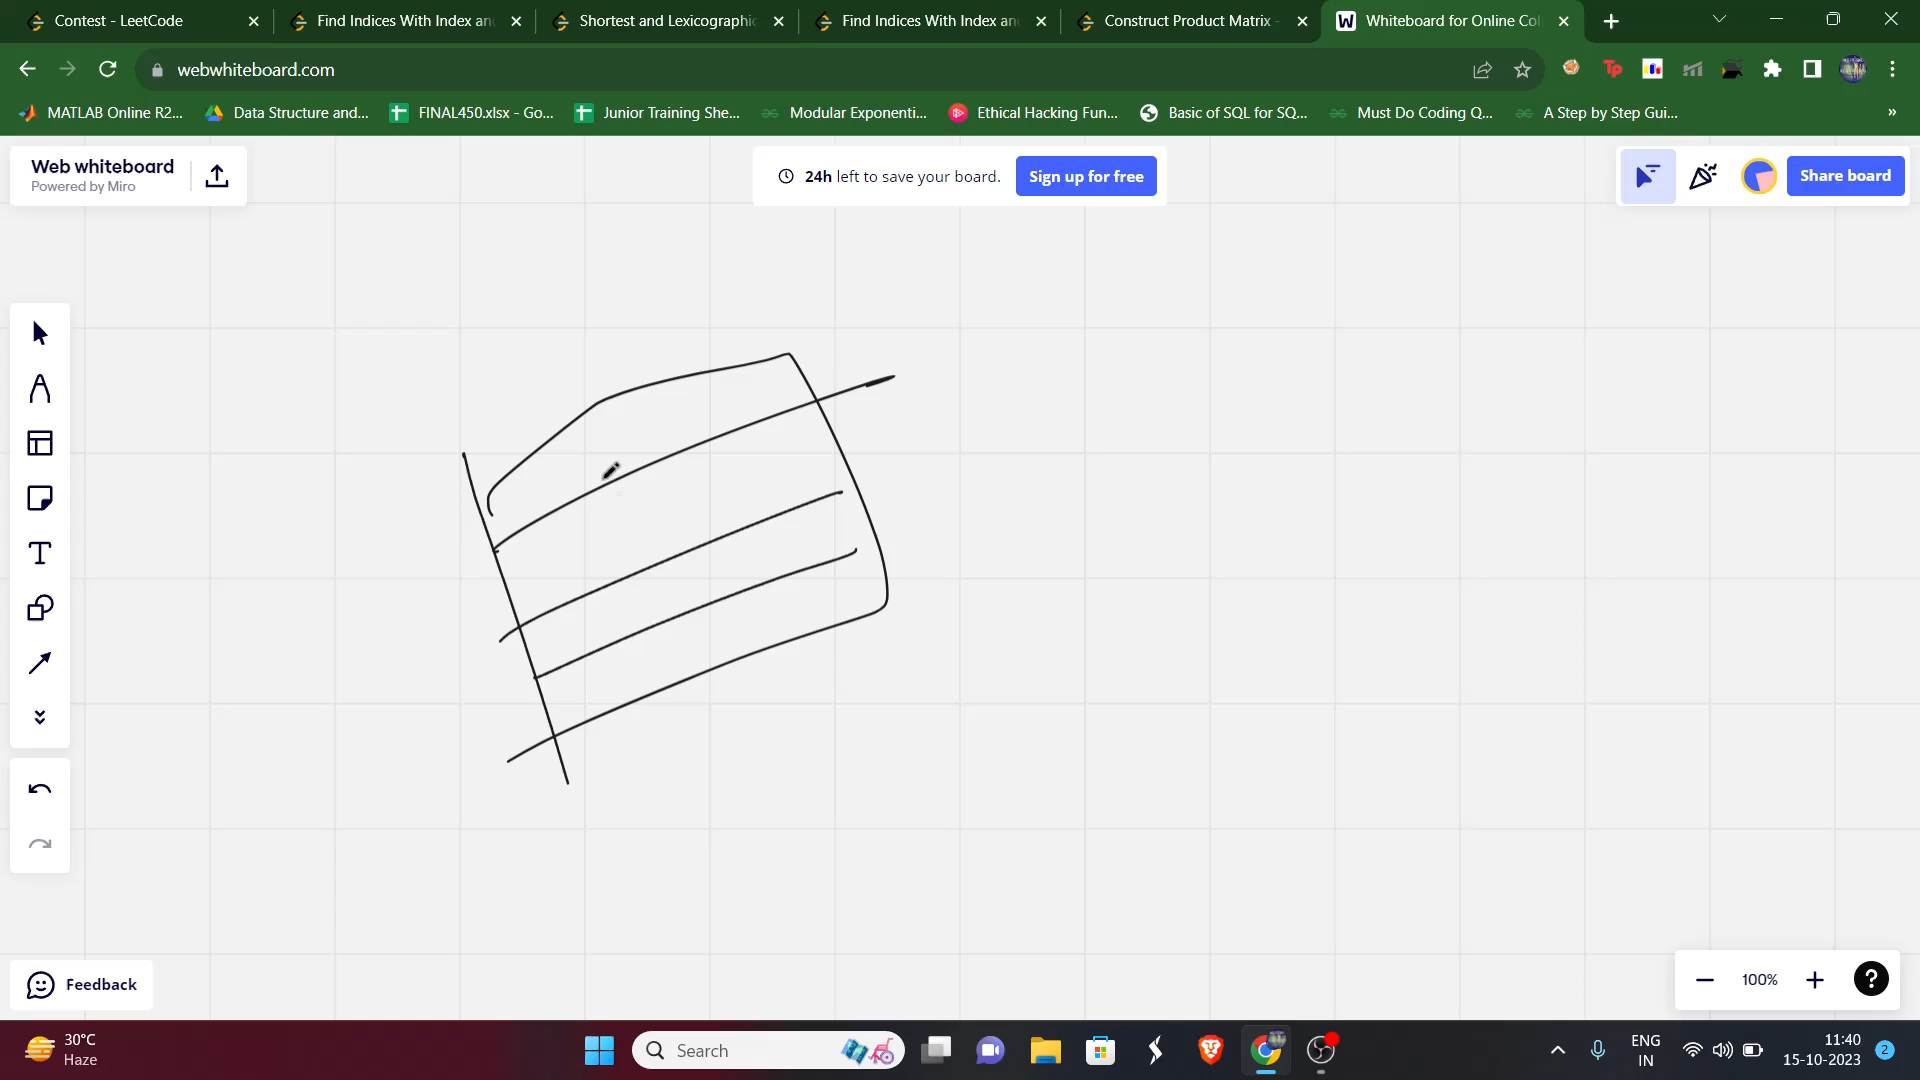 Contest - LeetCode
Find Indices With Index an
Shortest and Lexicographic
Find Indices With Index an
Construct Product Matrix -
W Whiteboard for Online Col
webwhiteboard.com
Tp
MATLAB Online R2...
Data Structure and...
FINAL450.xlsx - Go...
Junior Training She...
Modular Exponenti...
Ethical Hacking Fun...
Basic of SQL for SQ...
Must Do Coding Q...
A Step by Step Gui...
»
Web whiteboard
Powered by Miro
24h left to save your board.
Sign up for free
Share board
T
Feedback
100%
?
30°C
Haze
Search
ENG
IN
11:40
15-10-2023
2